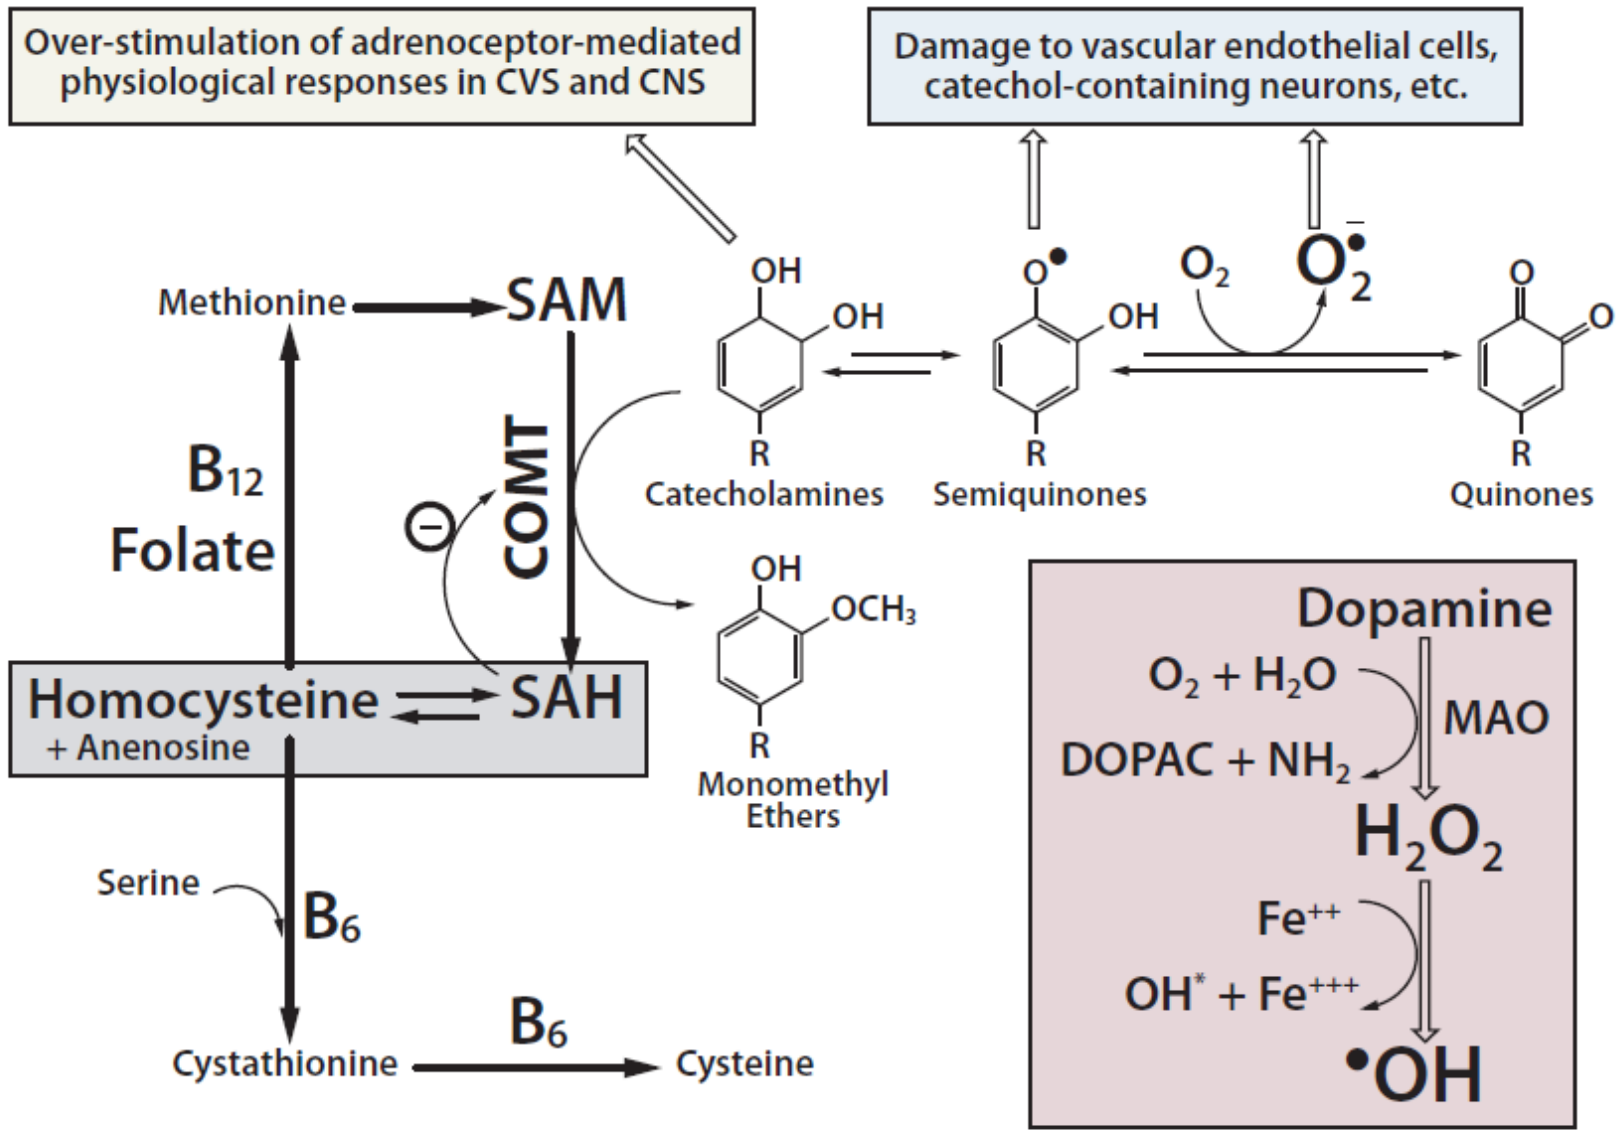 Over-stimulation of adrenoceptor-mediated
physiological responses in CVS and CNS
Damage to vascular endothelial cells,
catechol-containing neurons, etc.
Methionine
SAM
OH
OH
R
Catecholamines
O•
OH
R
Semiquinones
O₂
O₂•̄
O
O
R
Quinones
B₁₂
Folate
−
COMT
OH
OCH₃
R
Monomethyl
Ethers
Homocysteine
+ Anenosine
SAH
Serine
B₆
Cystathionine
B₆
Cysteine
Dopamine
O₂ + H₂O
MAO
DOPAC + NH₂
H₂O₂
Fe⁺⁺
OH* + Fe⁺⁺⁺
•OH